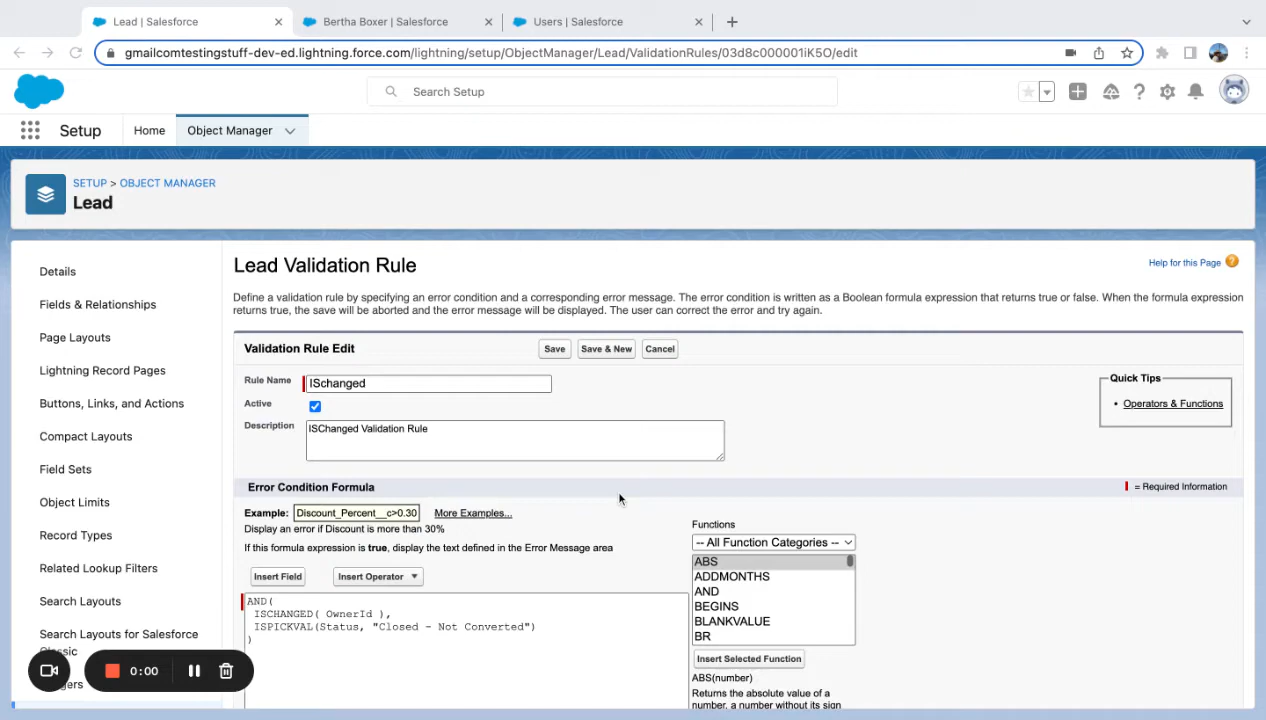 Lead | Salesforce
Bertha Boxer | Salesforce
Users | Salesforce
gmailcomtestingstuff-dev-ed.lightning.force.com/lightning/setup/ObjectManager/Lead/ValidationRules/03d8c000001iK5O/edit
Search Setup
Setup
Home
Object Manager
SETUP > OBJECT MANAGER
Lead
Details
Fields & Relationships
Page Layouts
Lightning Record Pages
Buttons, Links, and Actions
Compact Layouts
Field Sets
Object Limits
Record Types
Related Lookup Filters
Search Layouts
Search Layouts for Salesforce
Classic
gers
0:00
Lead Validation Rule
Help for this Page
Define a validation rule by specifying an error condition and a corresponding error message. The error condition is written as a Boolean formula expression that returns true or false. When the formula expression
returns true, the save will be aborted and the error message will be displayed. The user can correct the error and try again.
Validation Rule Edit
Save
Save & New
Cancel
Rule Name
ISchanged
Active
Description
ISChanged Validation Rule
Quick Tips
• Operators & Functions
Error Condition Formula
= Required Information
Example:
Discount_Percent__c>0.30
More Examples...
Display an error if Discount is more than 30%
If this formula expression is true, display the text defined in the Error Message area
Insert Field
Insert Operator
AND(
ISCHANGED( OwnerId ),
ISPICKVAL(Status, "Closed - Not Converted")
)
Functions
-- All Function Categories --
ABS
ADDMONTHS
AND
BEGINS
BLANKVALUE
BR
Insert Selected Function
ABS(number)
Returns the absolute value of a
number, a number without its sign